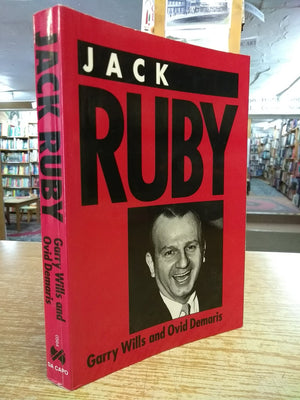 JACK
RUBY
Garry Wills and Ovid Demaris
JACK RUBY
Garry Wills and
Ovid Demaris
DA CAPO